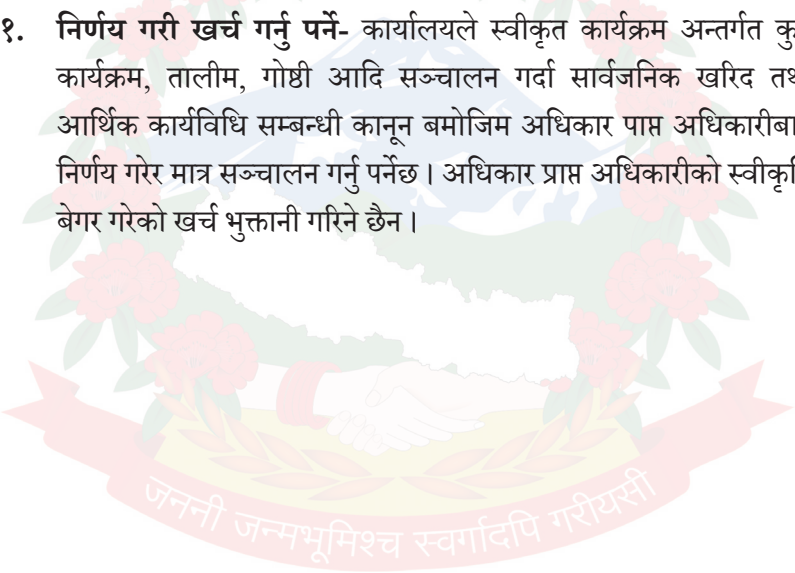 १. निर्णय गरी खर्च गर्नु पर्ने- कार्यालयले स्वीकृत कार्यक्रम अन्तर्गत कु
कार्यक्रम, तालीम, गोष्ठी आदि सञ्चालन गर्दा सार्वजनिक खरिद तथ
आर्थिक कार्यविधि सम्बन्धी कानून बमोजिम अधिकार पाप्त अधिकारीबा
निर्णय गरेर मात्र सञ्चालन गर्नु पर्नेछ । अधिकार प्राप्त अधिकारीको स्वीकृि
बेगर गरेको खर्च भुक्तानी गरिने छैन ।
जननी जन्मभूमिश्च स्वर्गादपि गरीयसी